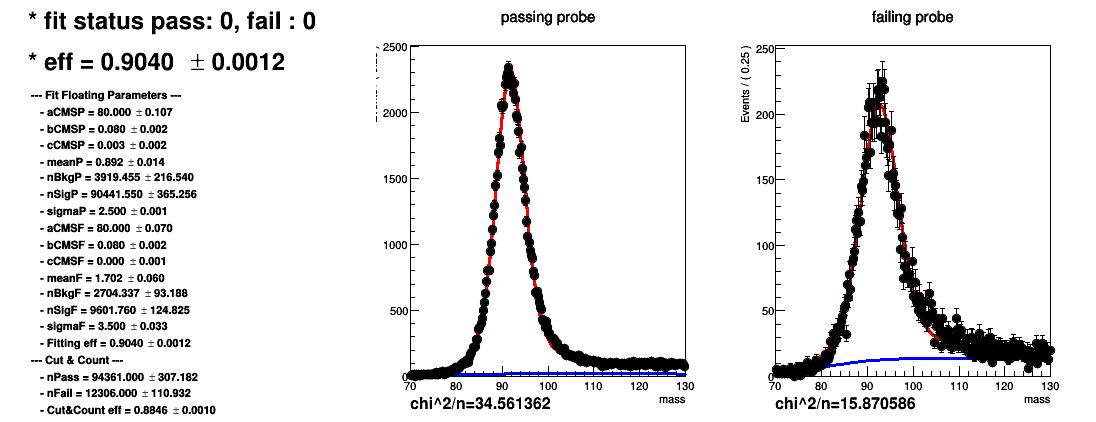 * fit status pass: 0, fail : 0
* eff = 0.9040 ± 0.0012
--- Fit Floating Parameters ---
- aCMSP = 80.000 ± 0.107
- bCMSP = 0.080 ± 0.002
- cCMSP = 0.003 ± 0.002
- meanP = 0.892 ± 0.014
- nBkgP = 3919.455 ± 216.540
- nSigP = 90441.550 ± 365.256
- sigmaP = 2.500 ± 0.001
- aCMSF = 80.000 ± 0.070
- bCMSF = 0.080 ± 0.002
- cCMSF = 0.000 ± 0.001
- meanF = 1.702 ± 0.060
- nBkgF = 2704.337 ± 93.188
- nSigF = 9601.760 ± 124.825
- sigmaF = 3.500 ± 0.033
- Fitting eff = 0.9040 ± 0.0012
--- Cut & Count ---
- nPass = 94361.000 ± 307.182
- nFail = 12306.000 ± 110.932
- Cut&Count eff = 0.8846 ± 0.0010
passing probe
2500
2000
1500
1000
500
0
70 80 90 100 110 120 130
mass
chi^2/n=34.561362
failing probe
Events / ( 0.25 )
250
200
150
100
50
0
70 80 90 100 110 120 130
mass
chi^2/n=15.870586